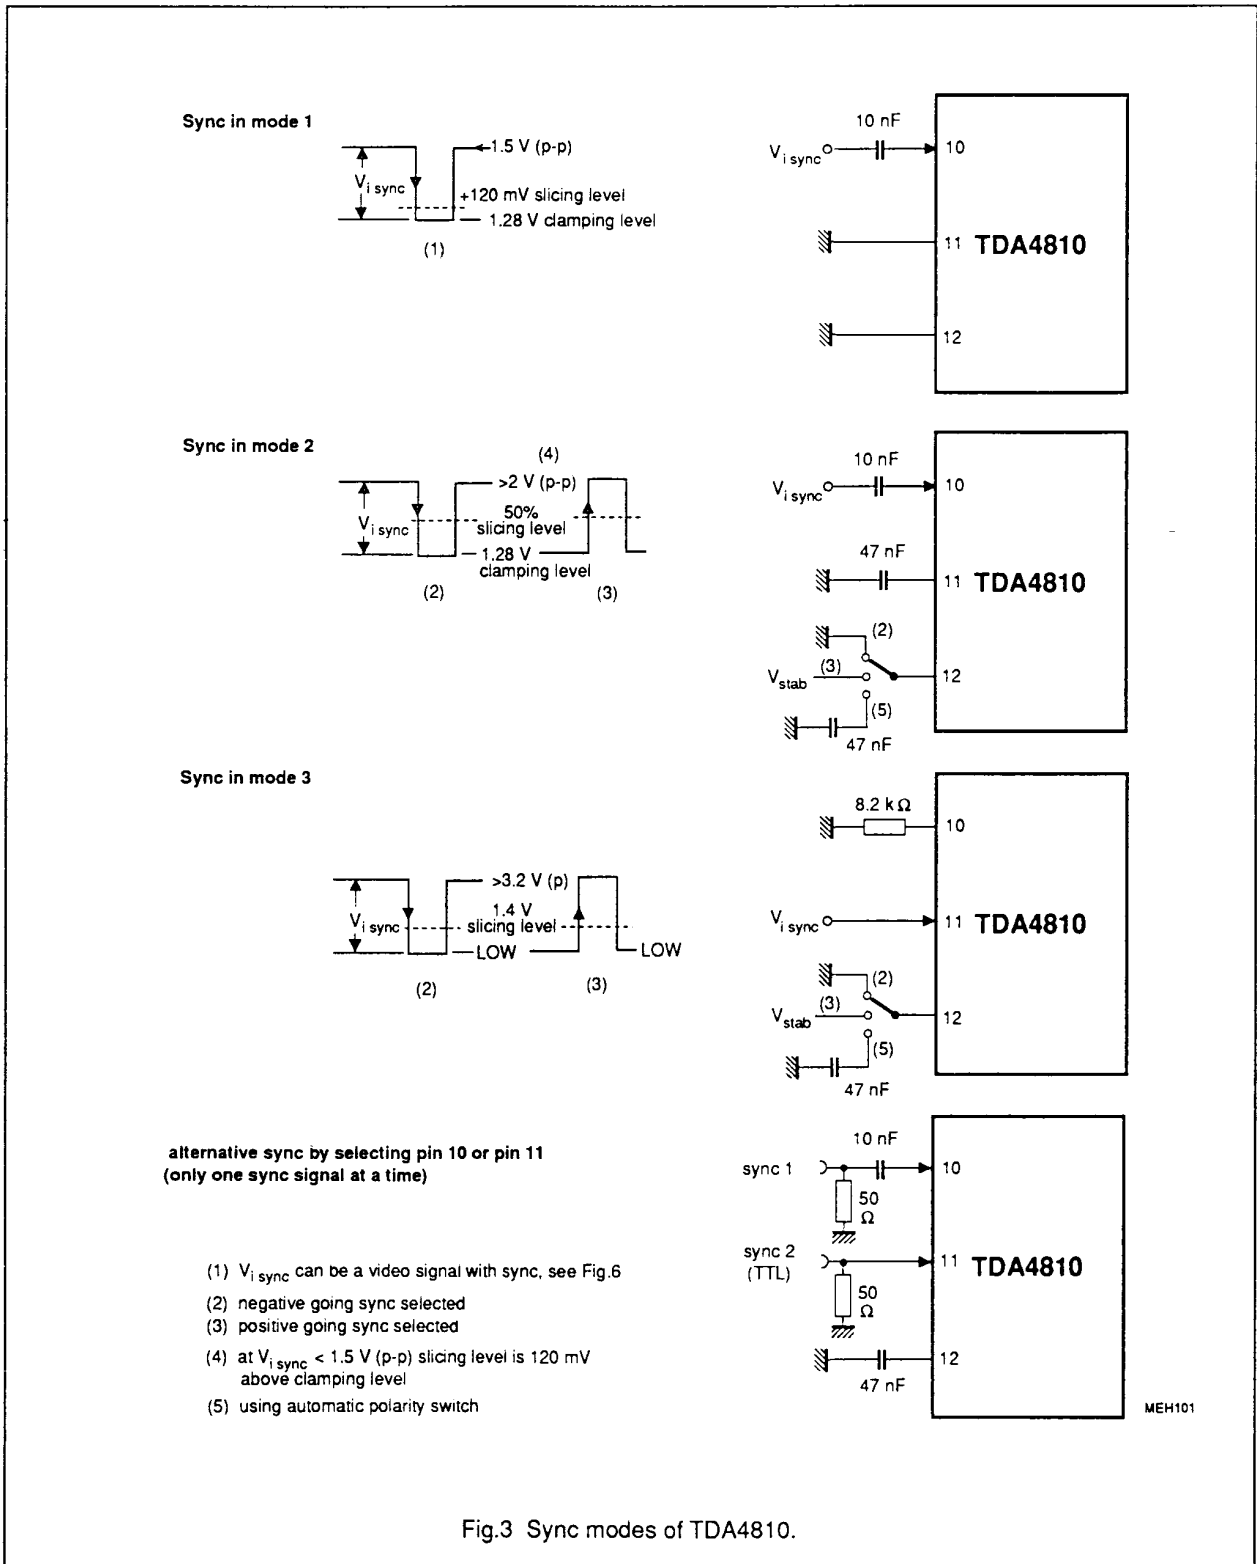 Sync in mode 1
1.5 V (p-p)
V i sync
+120 mV slicing level
1.28 V clamping level
(1)
10 nF
V i sync
10
11
TDA4810
12
Sync in mode 2
(4)
>2 V (p-p)
V i sync
50%
slicing level
1.28 V
clamping level
(2)
(3)
10 nF
V i sync
10
47 nF
11
TDA4810
(2)
(3)
V stab
12
(5)
47 nF
Sync in mode 3
>3.2 V (p)
V i sync
1.4 V
slicing level
LOW
LOW
(2)
(3)
8.2 k Ω
10
V i sync
11
TDA4810
(2)
(3)
V stab
12
(5)
47 nF
alternative sync by selecting pin 10 or pin 11
(only one sync signal at a time)
10 nF
sync 1
10
50
Ω
sync 2
(TTL)
11
TDA4810
50
Ω
12
47 nF
(1) V i sync can be a video signal with sync, see Fig.6
(2) negative going sync selected
(3) positive going sync selected
(4) at V i sync < 1.5 V (p-p) slicing level is 120 mV
above clamping level
(5) using automatic polarity switch
MEH101
Fig.3 Sync modes of TDA4810.